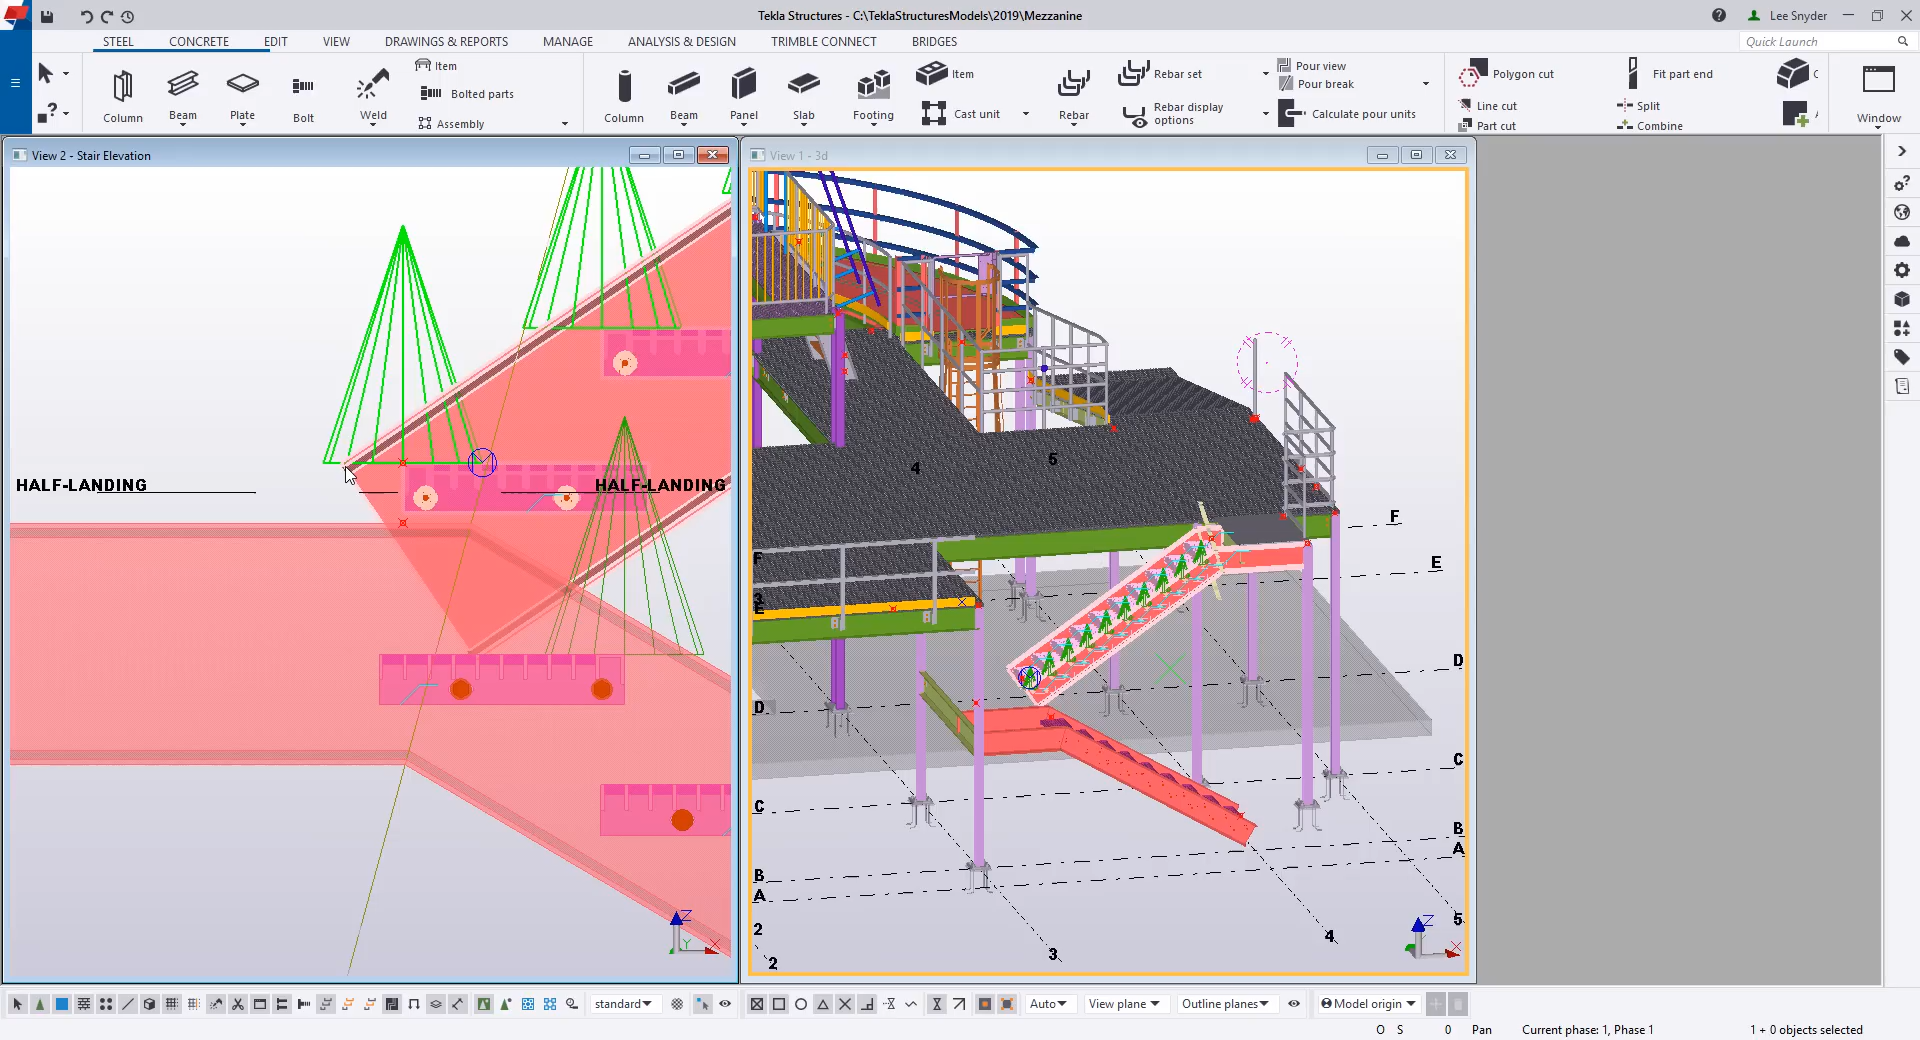 Tekla Structures - C:\TeklaStructuresModels\2019\Mezzanine
Lee Snyder
STEEL CONCRETE EDIT VIEW DRAWINGS & REPORTS MANAGE ANALYSIS & DESIGN TRIMBLE CONNECT BRIDGES
Quick Launch
Column Beam Plate Bolt Weld
Item
Bolted parts
Assembly
Column Beam Panel Slab Footing
Item
Cast unit
Rebar
Rebar set
Rebar display options
Pour view
Pour break
Calculate pour units
Polygon cut
Line cut
Part cut
Fit part end
Split
Combine
Window
View 2 - Stair Elevation
View 1 - 3d
HALF-LANDING HALF-LANDING
Z
Y X
4 5
F
E
D
C
B
A
F
3
E
D
C
B
A
2
2
3
4
5
Z
X
standard
Auto
View plane
Outline planes
Model origin
O S 0 Pan Current phase: 1, Phase 1 1 + 0 objects selected